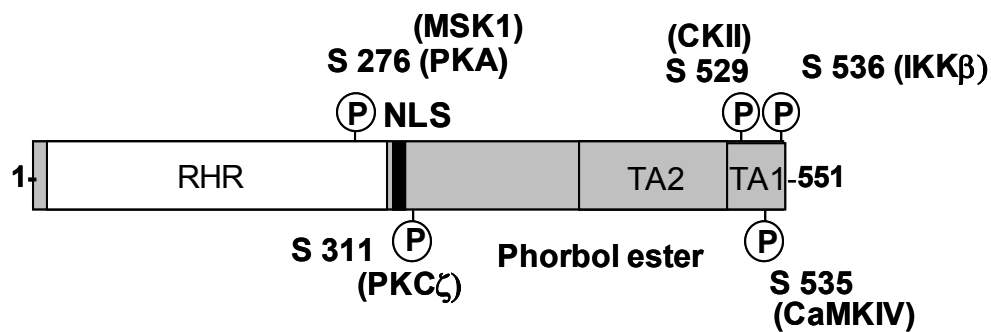 (MSK1)
S 276 (PKA)
(CKII)
S 529
S 536 (IKKβ)
P
NLS
P
P
1-
RHR
TA2
TA1
-551
S 311
P
(PKCζ)
Phorbol ester
P
S 535
(CaMKIV)